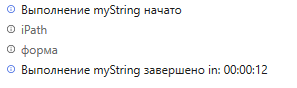 Выполнение myString начато
iPath
форма
Выполнение myString завершено in: 00:00:12